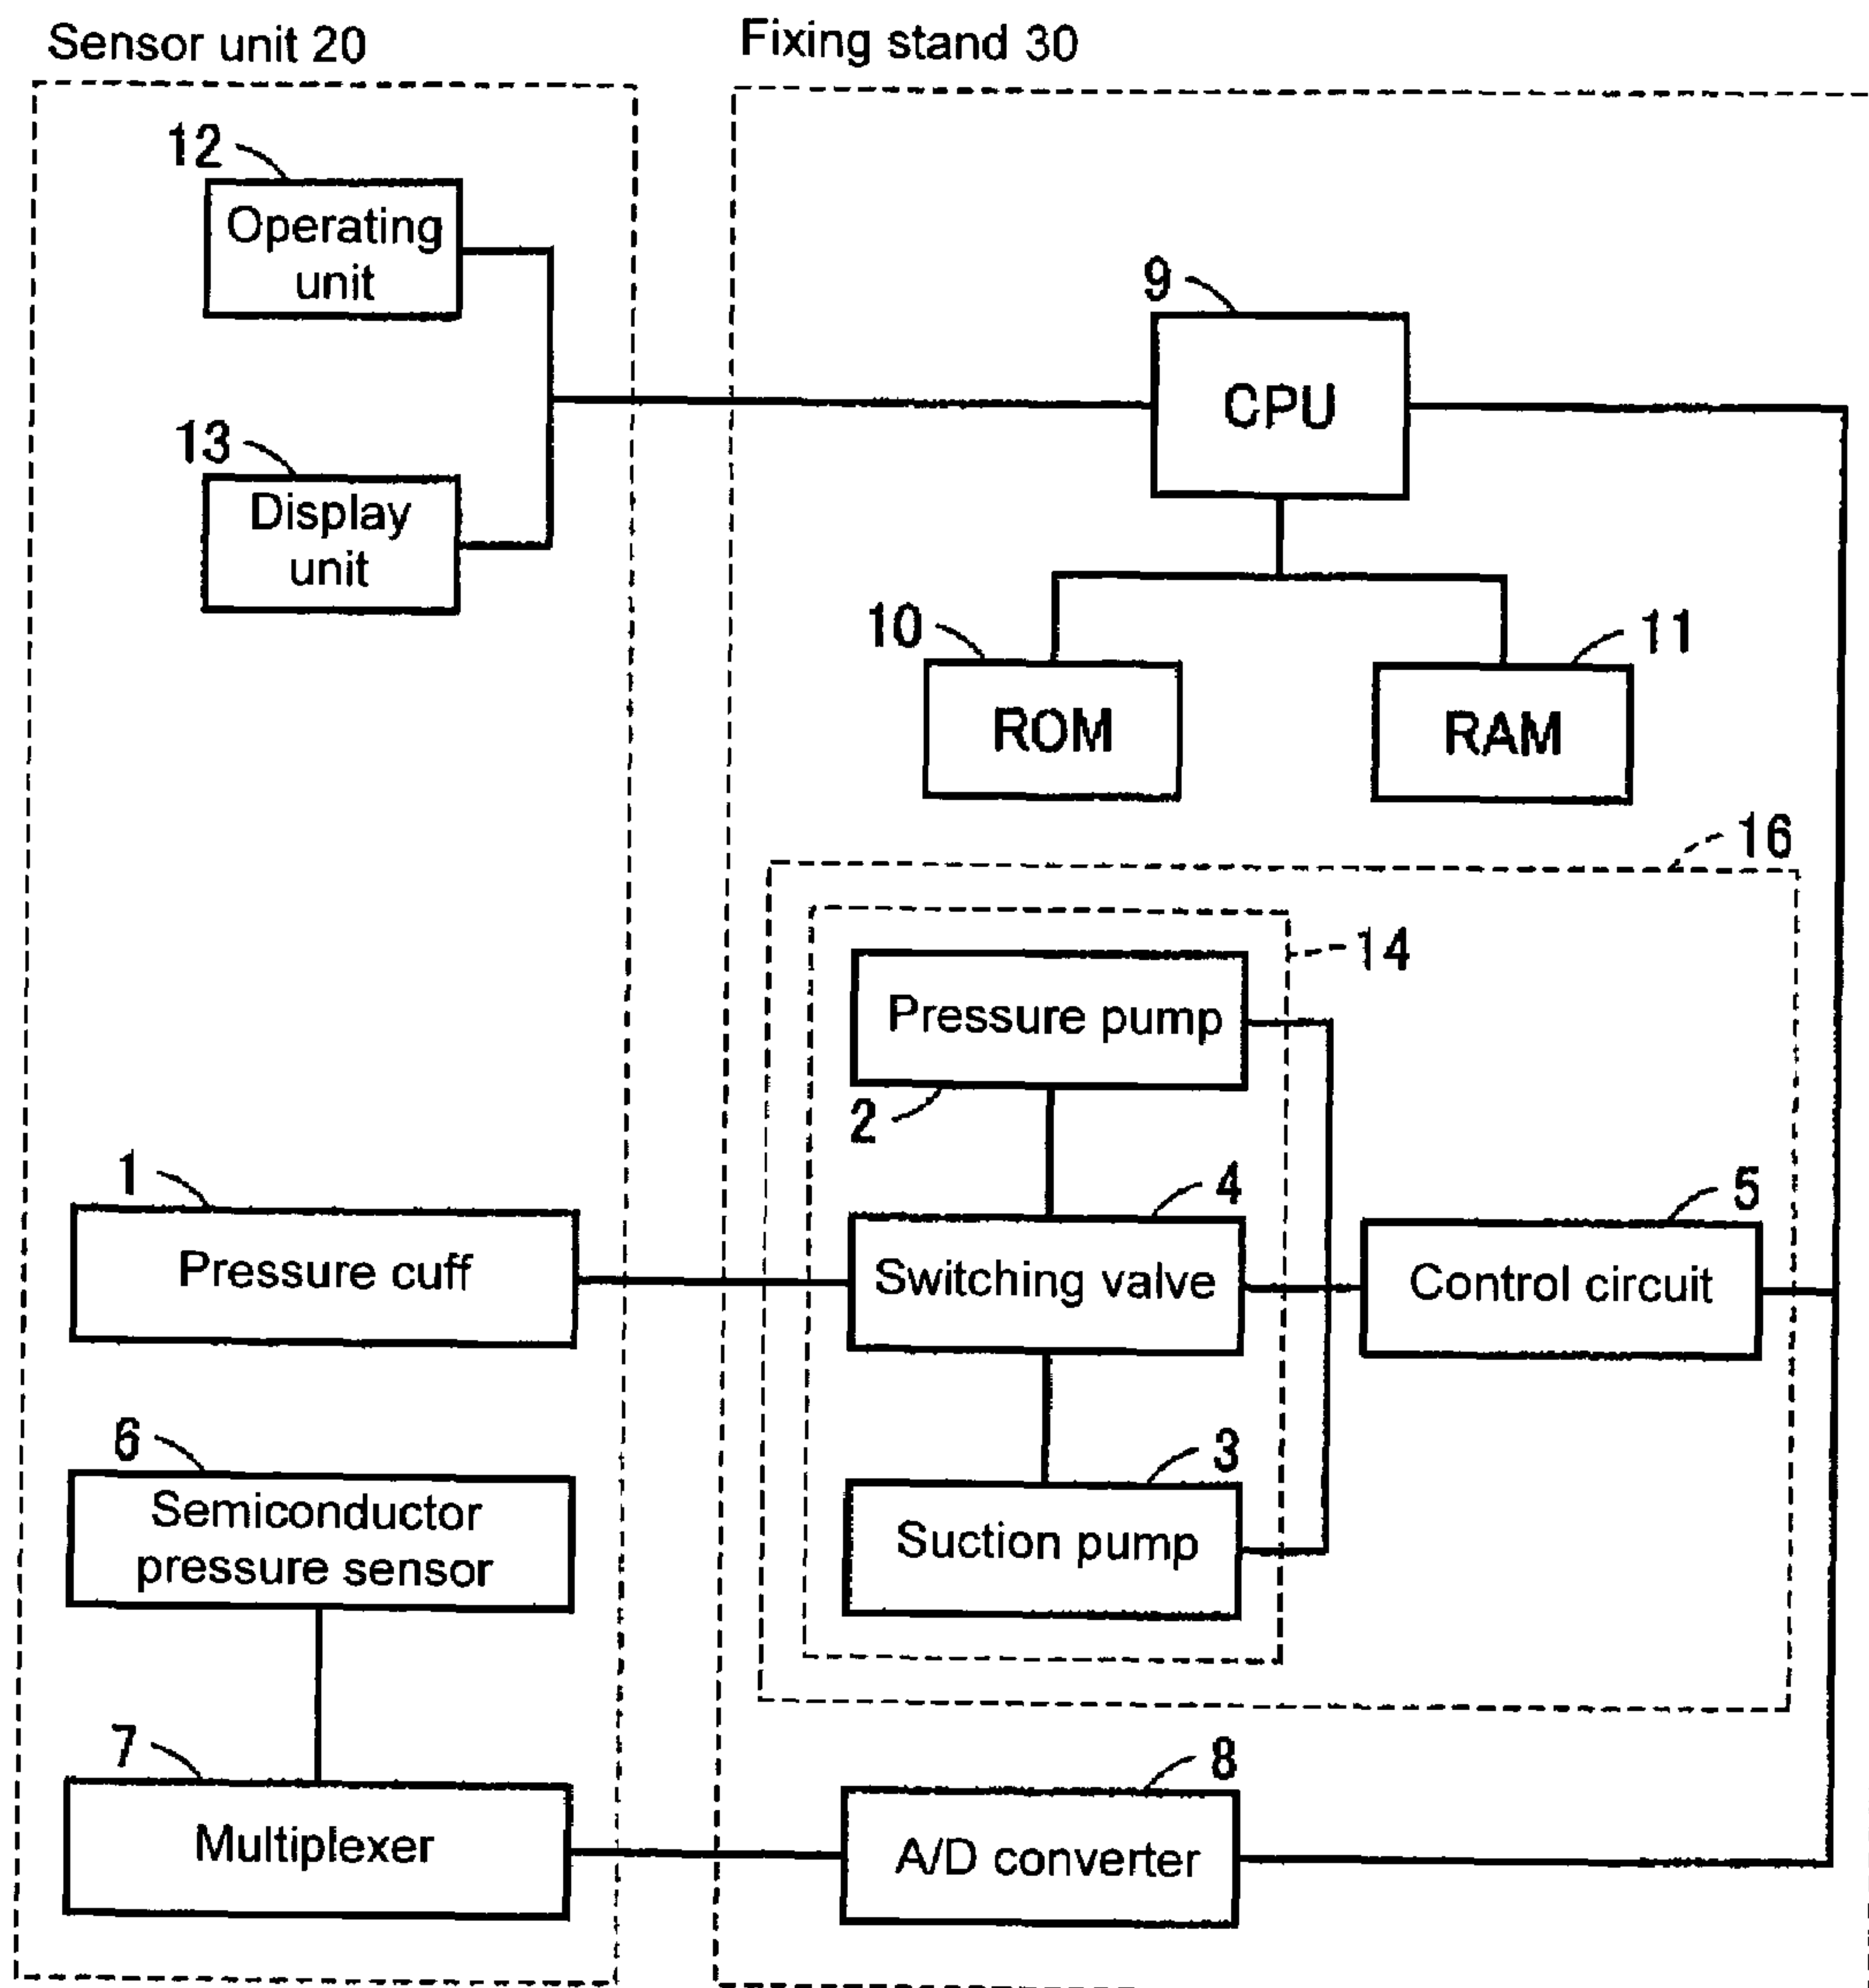 Sensor unit 20
Fixing stand 30
12
Operating
unit
13
Display
unit
9
CPU
10
ROM
11
RAM
16
14
Pressure pump
2
1
Pressure cuff
4
Switching valve
5
Control circuit
6
Semiconductor
pressure sensor
3
Suction pump
7
Multiplexer
8
A/D converter